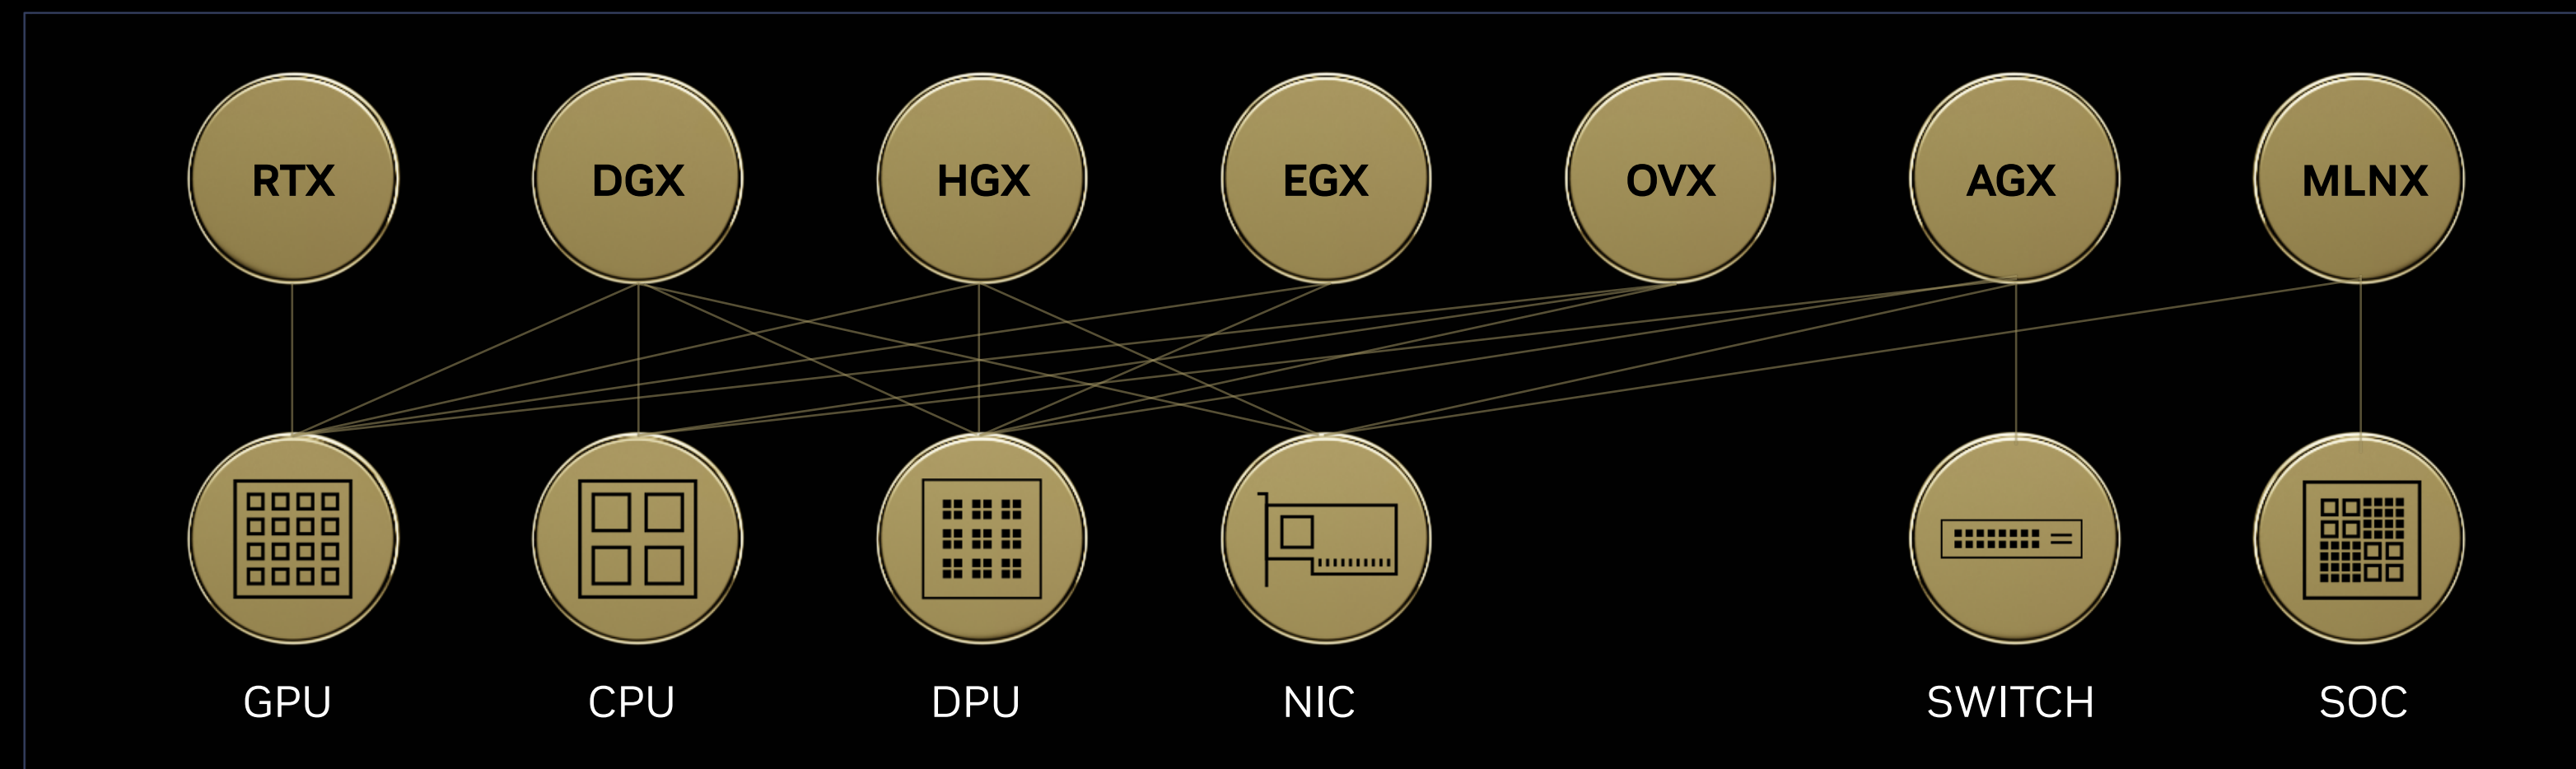 RTX DGX HGX EGX OVX AGX MLNX
GPU CPU DPU NIC SWITCH SOC